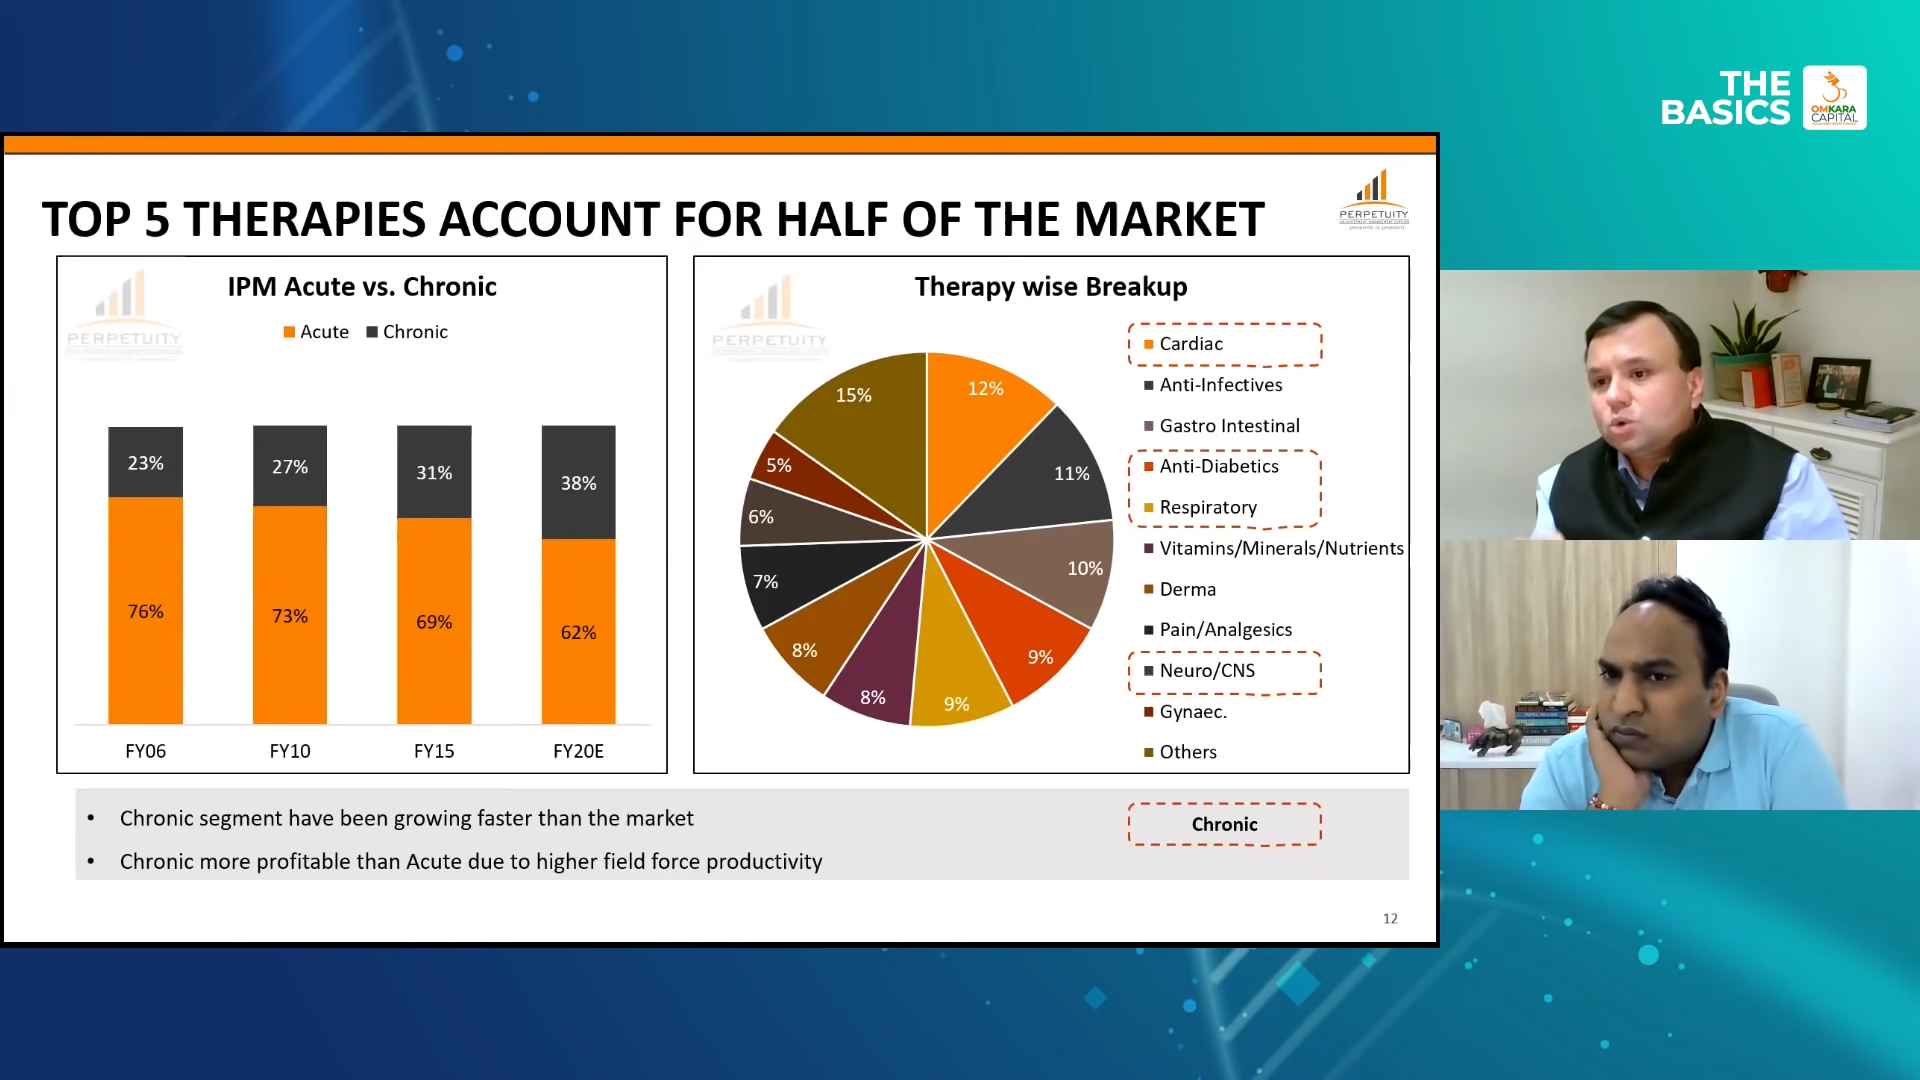 THE
BASICS
OMKARA
CAPITAL
TOP 5 THERAPIES ACCOUNT FOR HALF OF THE MARKET
PERPETUITY
IPM Acute vs. Chronic
PERPETUITY
Acute Chronic
23% 27% 31% 38%
76% 73% 69% 62%
FY06 FY10 FY15 FY20E
Therapy wise Breakup
PERPETUITY
12%
11%
10%
9%
9%
8%
8%
7%
6%
5%
15%
Cardiac
Anti-Infectives
Gastro Intestinal
Anti-Diabetics
Respiratory
Vitamins/Minerals/Nutrients
Derma
Pain/Analgesics
Neuro/CNS
Gynaec.
Others
• Chronic segment have been growing faster than the market
• Chronic more profitable than Acute due to higher field force productivity
Chronic
12